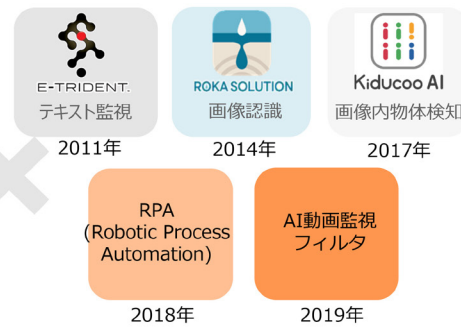 E-TRIDENT.
テキスト監視
2011年
ROKA SOLUTION
画像認識
2014年
Kiducoo AI
画像内物体検知
2017年
RPA
(Robotic Process
Automation)
2018年
AI動画監視
フィルタ
2019年